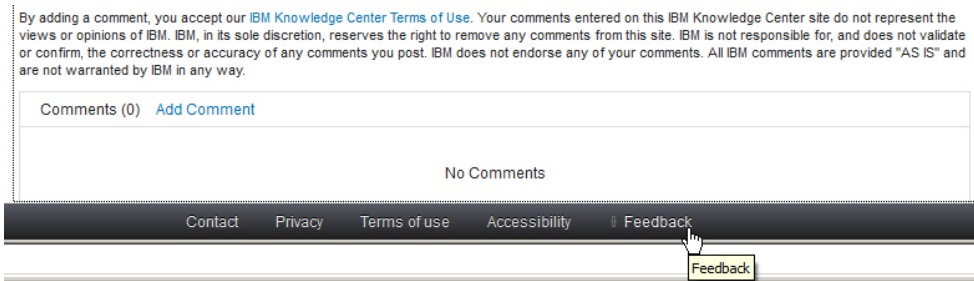 By adding a comment, you accept our IBM Knowledge Center Terms of Use. Your comments entered on this IBM Knowledge Center site do not represent the
views or opinions of IBM. IBM, in its sole discretion, reserves the right to remove any comments from this site. IBM is not responsible for, and does not validate
or confirm, the correctness or accuracy of any comments you post. IBM does not endorse any of your comments. All IBM comments are provided "AS IS" and
are not warranted by IBM in any way.
Comments (0) Add Comment
No Comments
Contact Privacy Terms of use Accessibility Feedback
Feedback